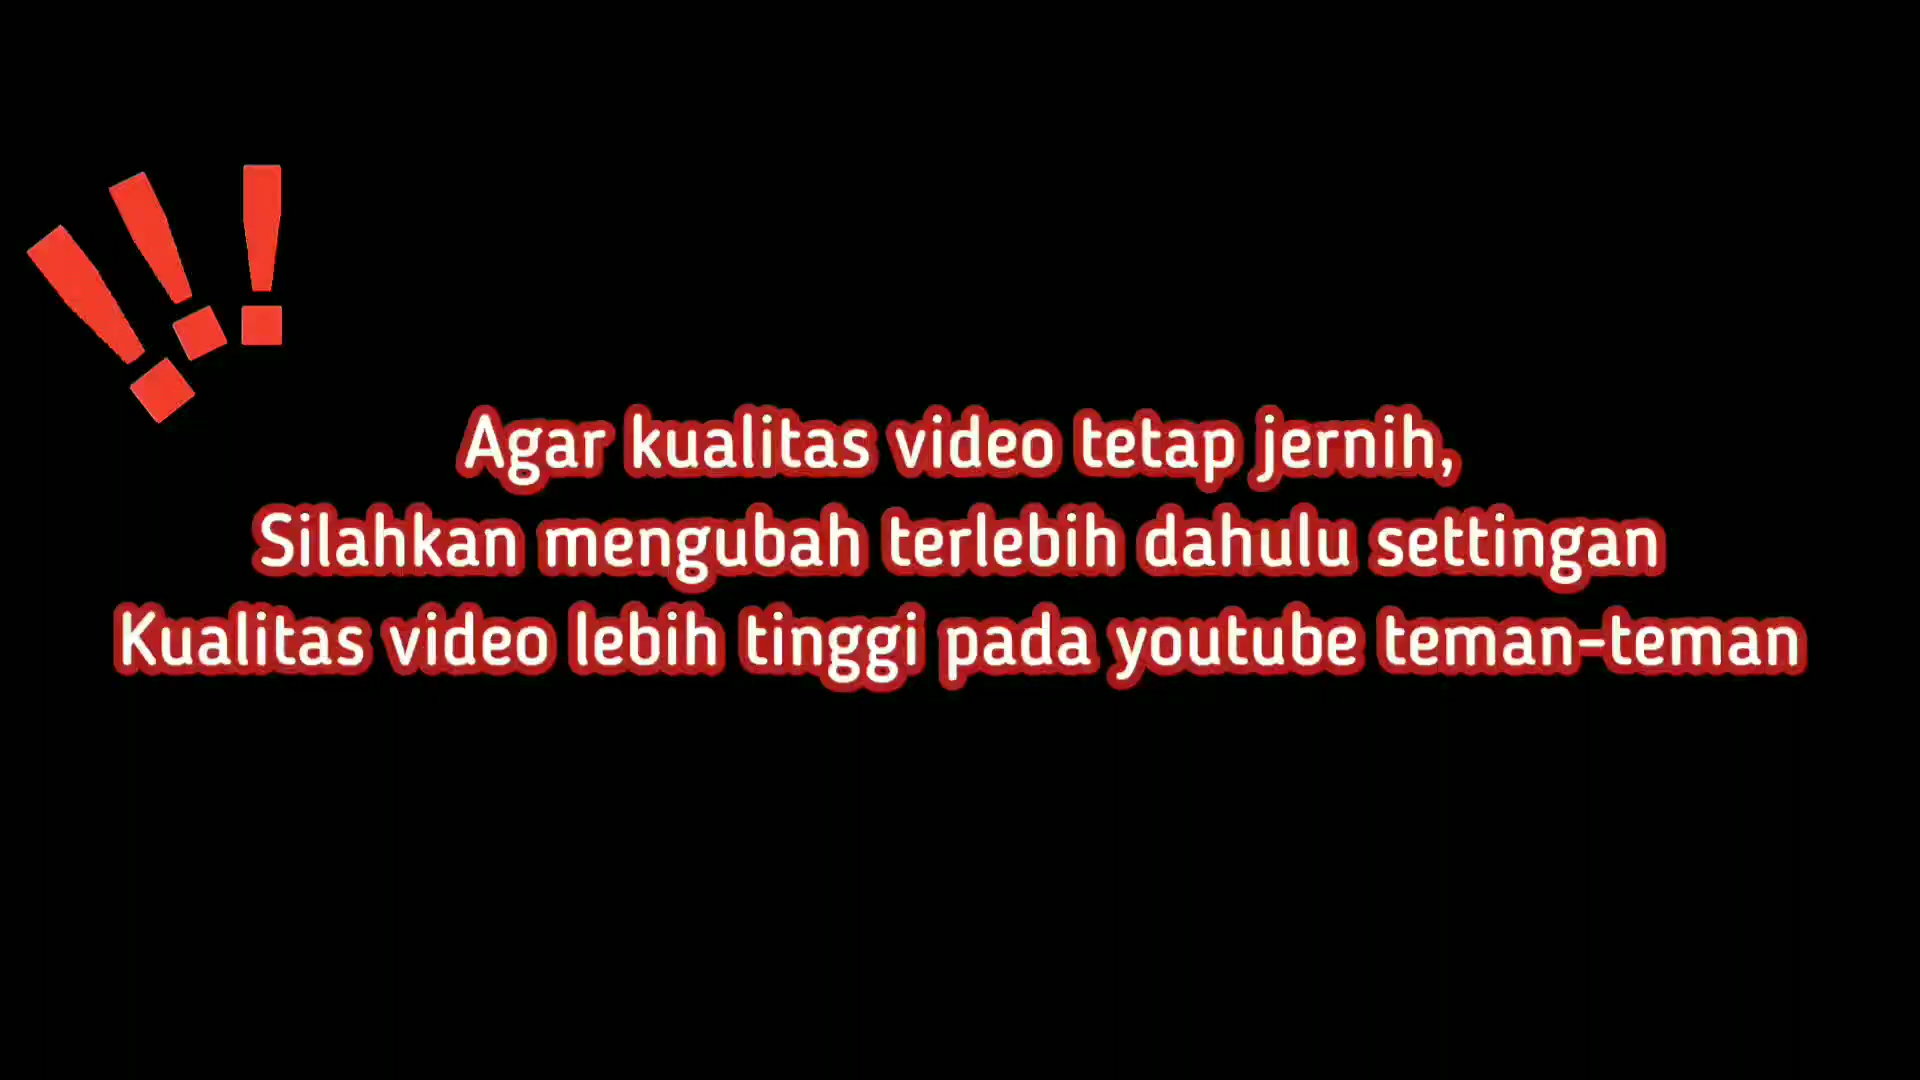 Agar kualitas video tetap jernih,
Silahkan mengubah terlebih dahulu settingan
Kualitas video lebih tinggi pada youtube teman-teman